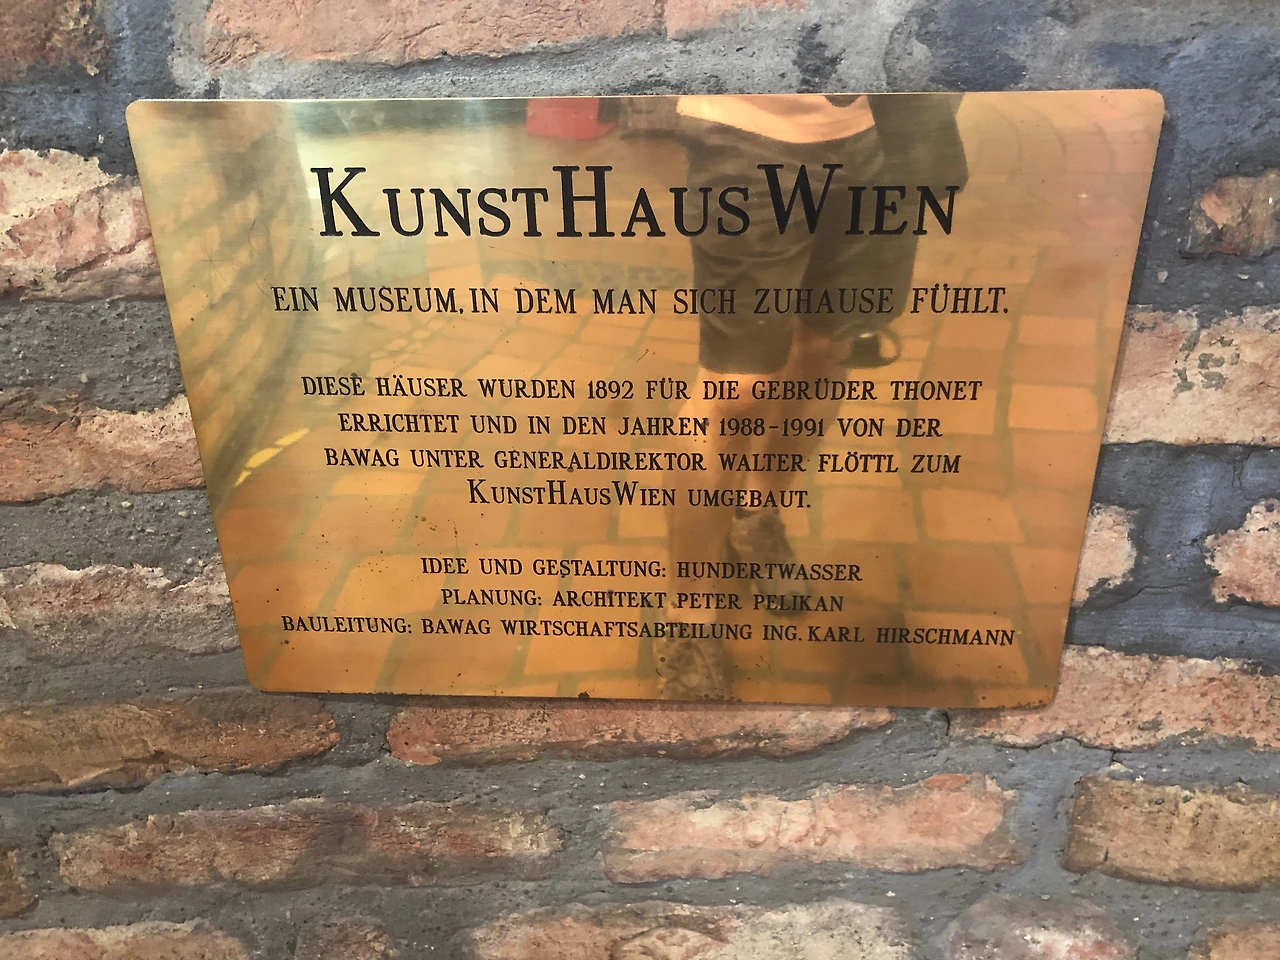 KUNSTHAUSWIEN
EIN MUSEUM, IN DEM MAN SICH ZUHAUSE FÜHLT.
DIESE HÄUSER WURDEN 1892 FÜR DIE GEBRÜDER THONET
ERRICHTET UND IN DEN JAHREN 1988-1991 VON DER
BAWAG UNTER GENERALDIREKTOR WALTER FLÖTTL ZUM
KUNSTHAUSWIEN UMGEBAUT.
IDEE UND GESTALTUNG: HUNDERTWASSER
PLANUNG: ARCHITEKT PETER PELIKAN
BAULEITUNG: BAWAG WIRTSCHAFTSABTEILUNG ING. KARL HIRSCHMANN